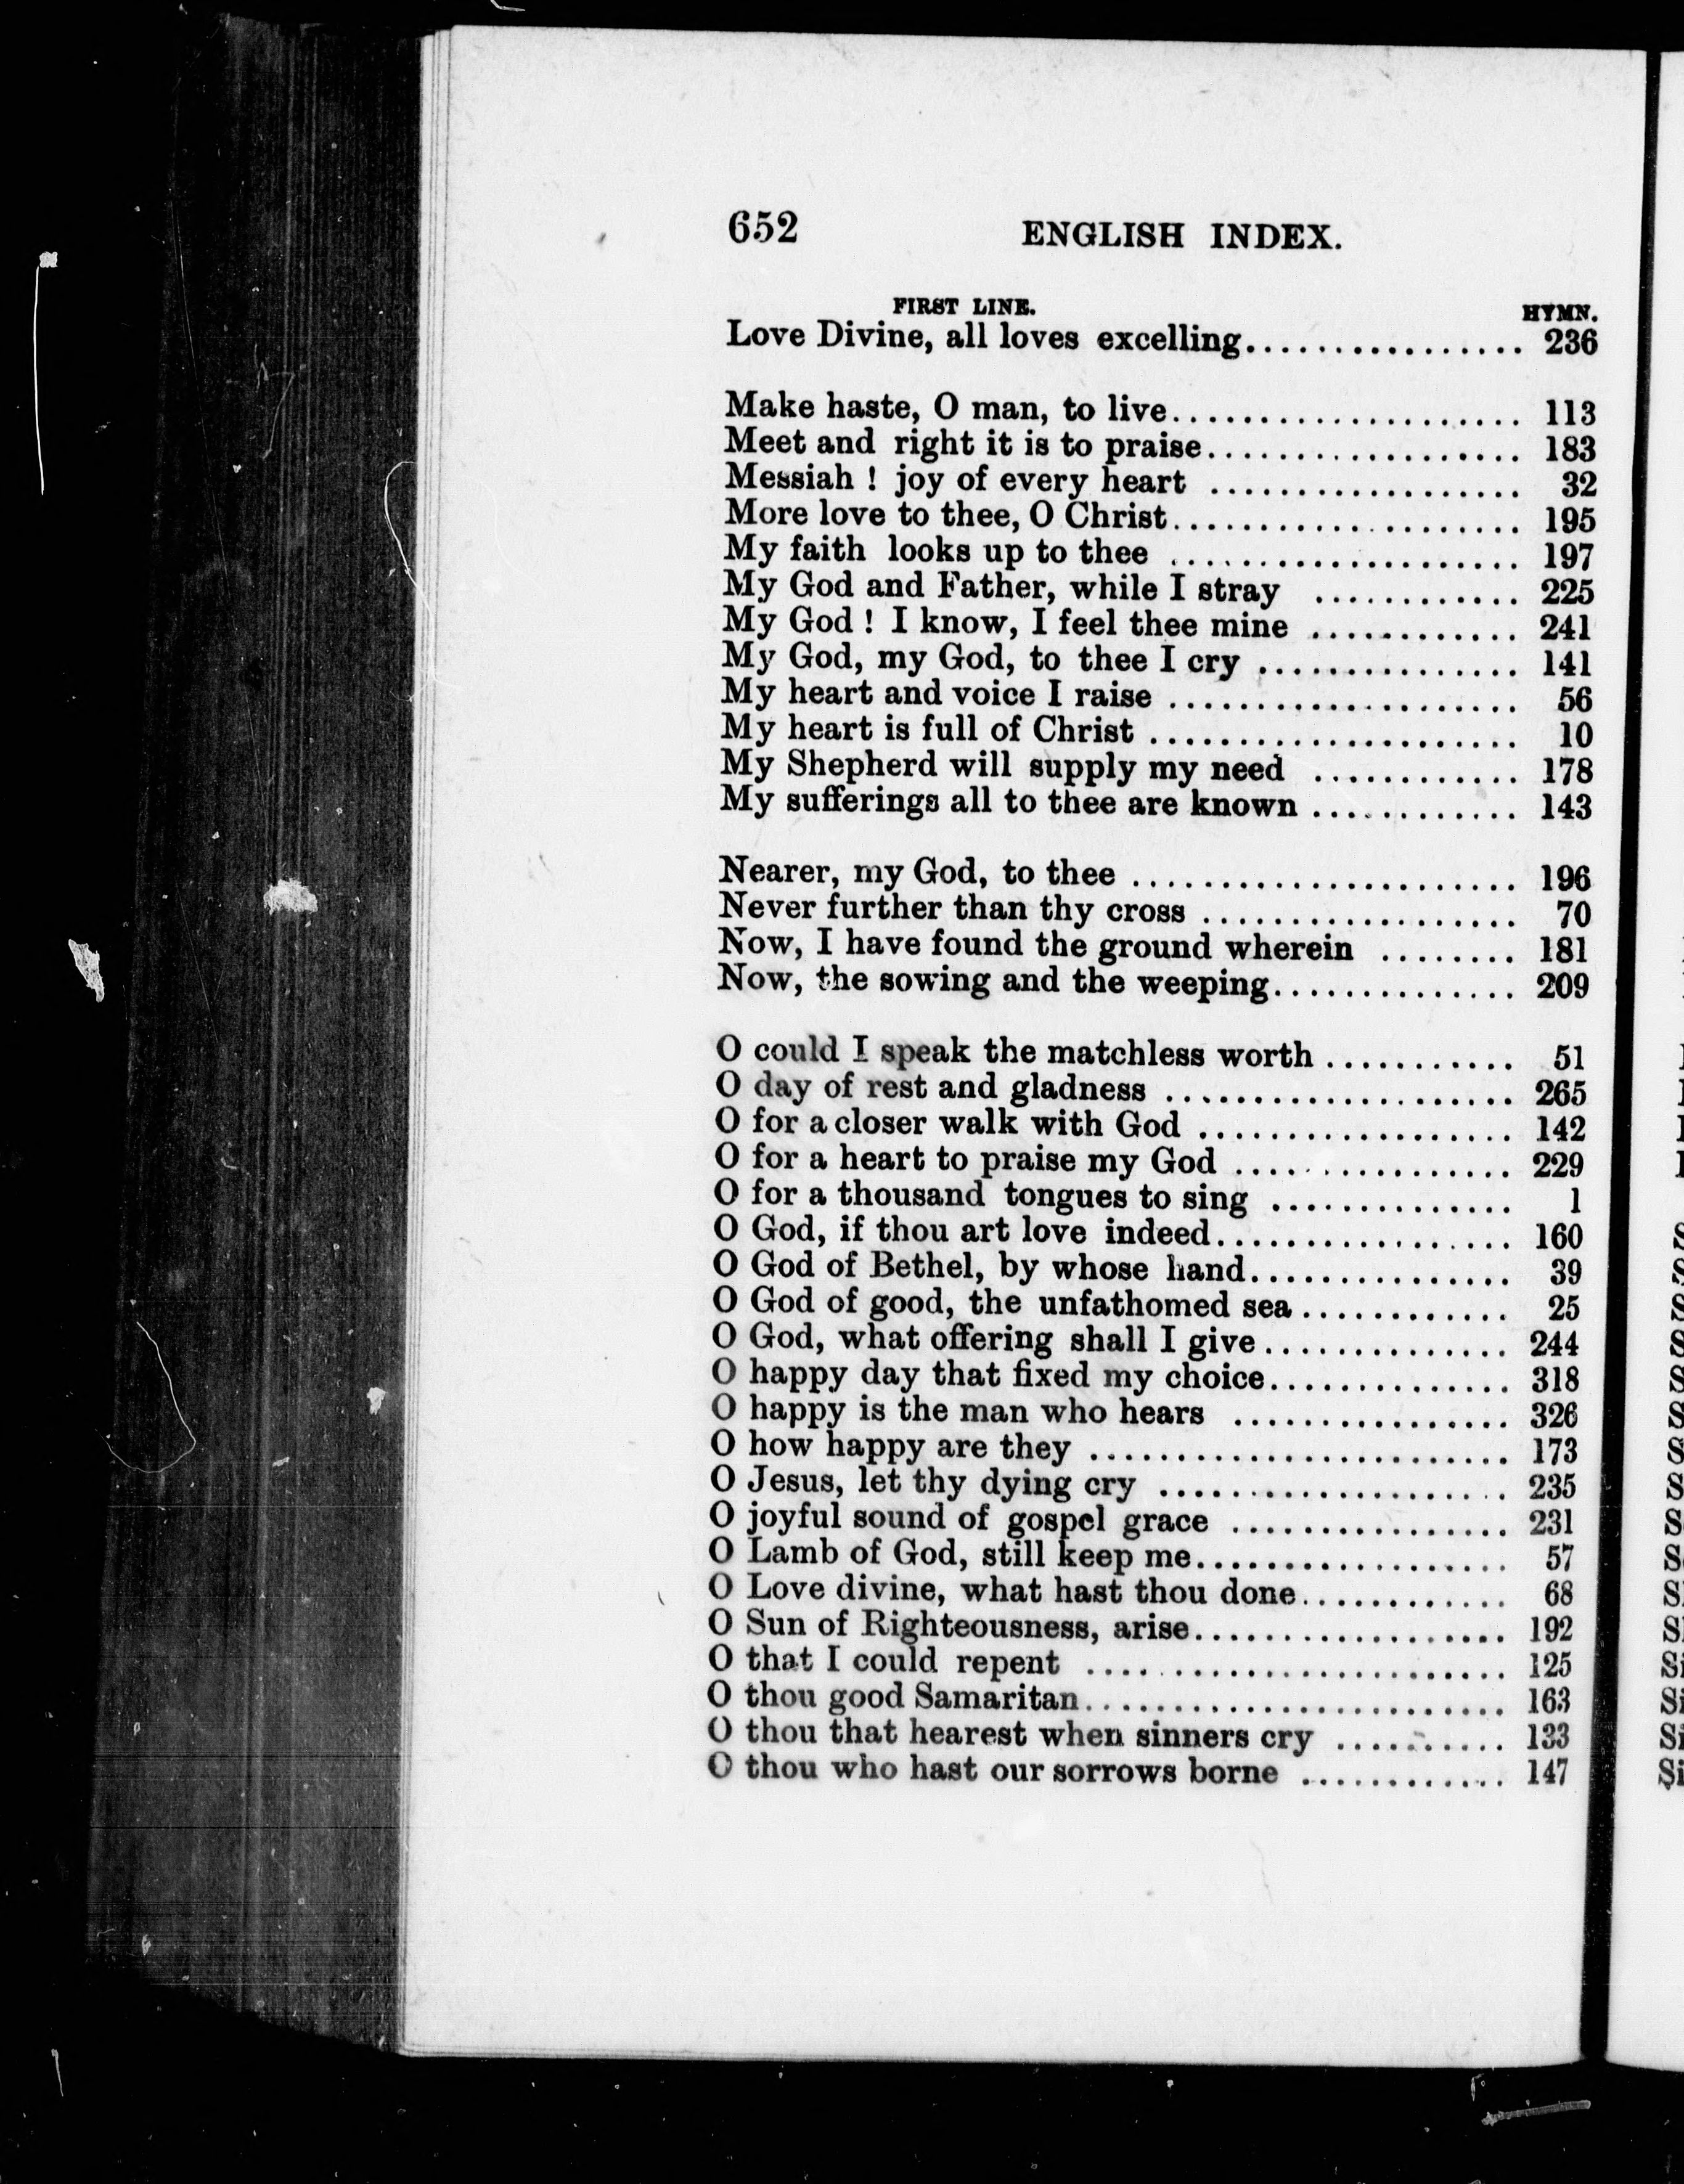 652 ENGLISH INDEX.
FIRST LINE. HYMN.
Love Divine, all loves excelling................ 236
Make haste, O man, to live.................... 113
Meet and right it is to praise.................. 183
Messiah ! joy of every heart .................. 32
More love to thee, O Christ.................... 195
My faith looks up to thee .................... 197
My God and Father, while I stray ............ 225
My God ! I know, I feel thee mine ............ 241
My God, my God, to thee I cry ............... 141
My heart and voice I raise .................... 56
My heart is full of Christ ..................... 10
My Shepherd will supply my need ............ 178
My sufferings all to thee are known ............ 143
Nearer, my God, to thee ...................... 196
Never further than thy cross .................. 70
Now, I have found the ground wherein ........ 181
Now, the sowing and the weeping.............. 209
O could I speak the matchless worth ........... 51
O day of rest and gladness .................... 265
O for a closer walk with God .................. 142
O for a heart to praise my God ................ 229
O for a thousand tongues to sing .............. 1
O God, if thou art love indeed................. 160
O God of Bethel, by whose hand............... 39
O God of good, the unfathomed sea............ 25
O God, what offering shall I give.............. 244
O happy day that fixed my choice.............. 318
O happy is the man who hears ................ 326
O how happy are they ........................ 173
O Jesus, let thy dying cry .................... 235
O joyful sound of gospel grace ................ 231
O Lamb of God, still keep me.................. 57
O Love divine, what hast thou done............ 68
O Sun of Righteousness, arise.................. 192
O that I could repent ........................ 125
O thou good Samaritan........................ 163
O thou that hearest when sinners cry .......... 133
O thou who hast our sorrows borne ............ 147